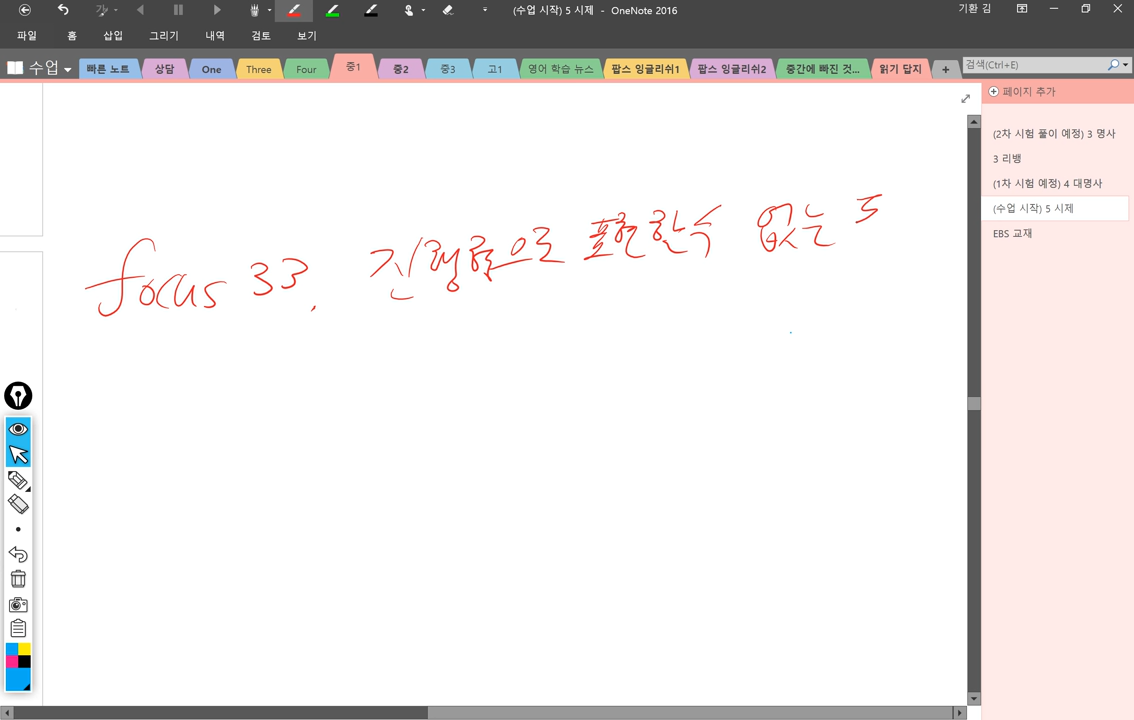 (수업 시작) 5 시제 - OneNote 2016
기환 김
파일 홈 삽입 그리기 내역 검토 보기
수업 빠른 노트 상담 One Three Four 중1 중2 중3 고1 영어 학습 뉴스 팝스 잉글리쉬1 팝스 잉글리쉬2 중간에 빠진 것... 읽기 답지 + 검색(Ctrl+E)
페이지 추가
(2차 시험 풀이 예정) 3 명사
3 리뱅
(1차 시험 예정) 4 대명사
(수업 시작) 5 시제
EBS 교재
focus 33. 진행형으로 표현할수 없는 5